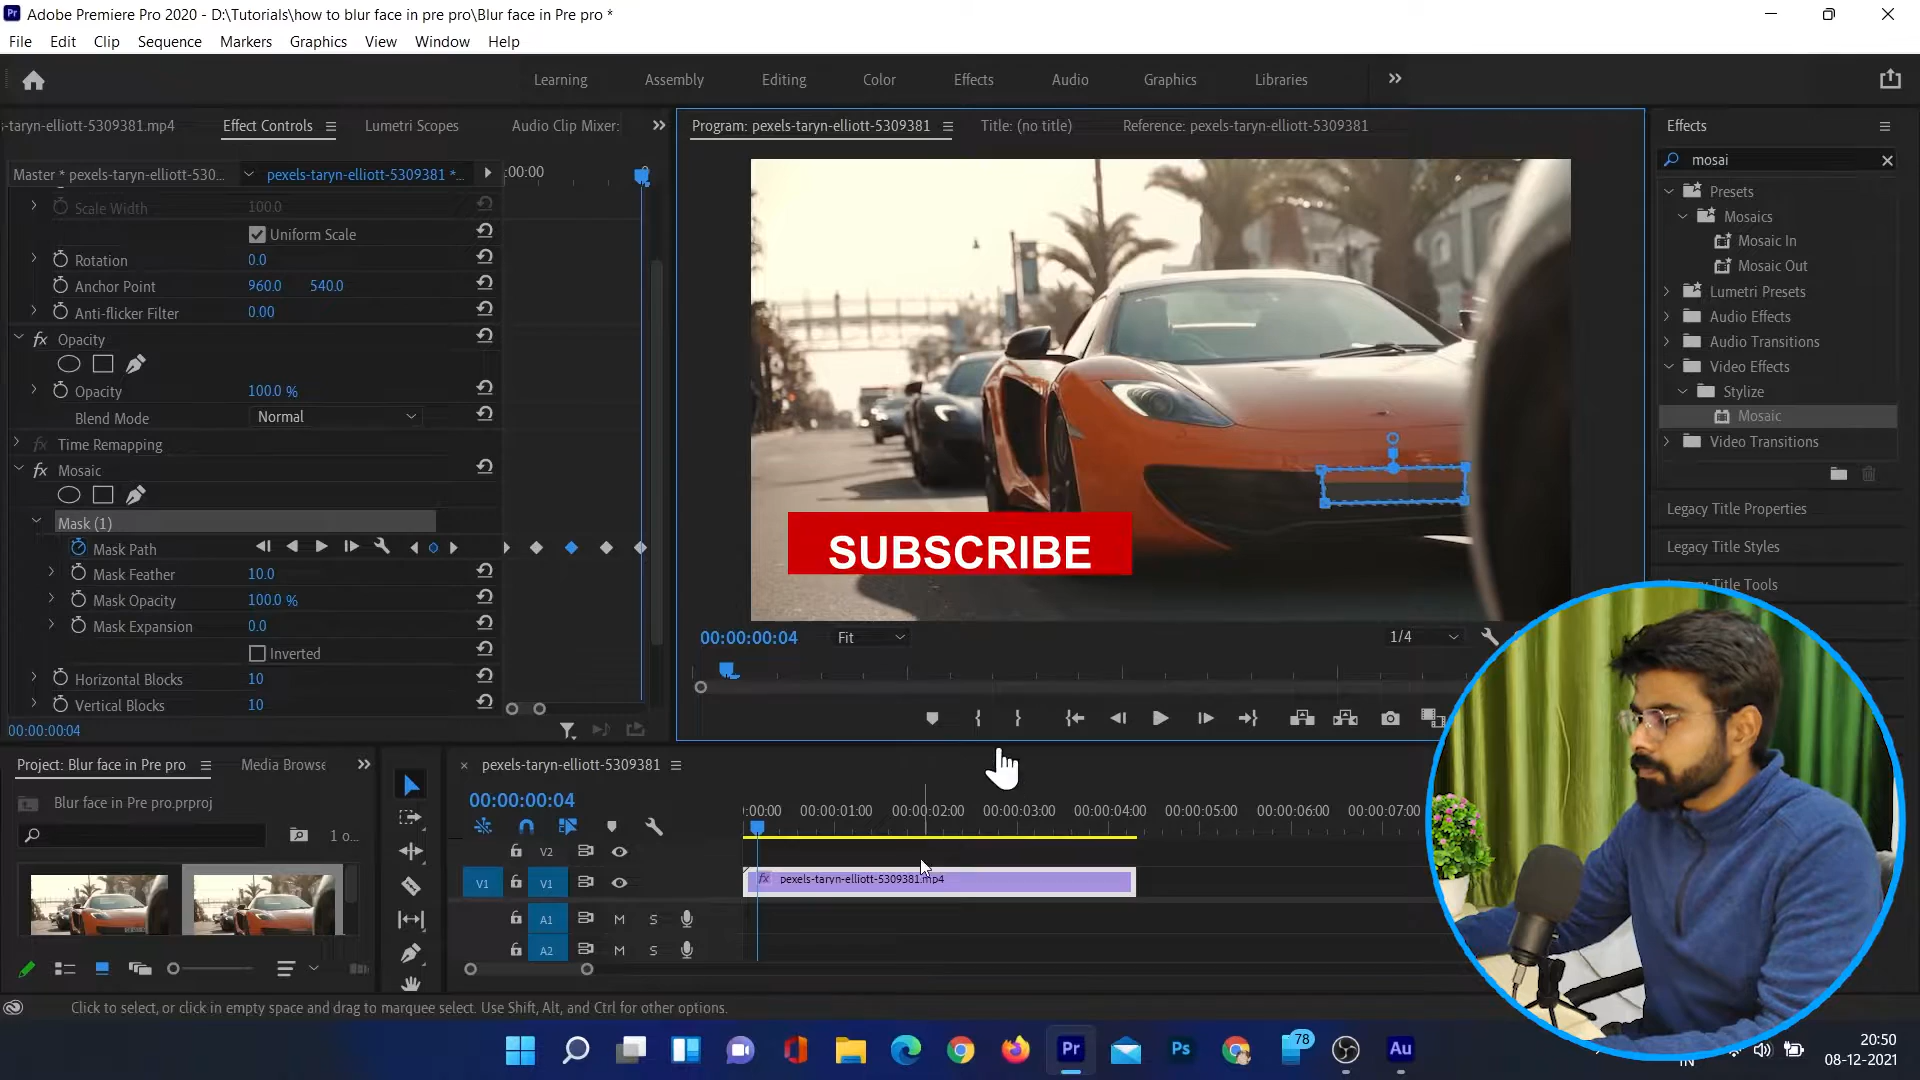 Adobe Premiere Pro 2020 - D:\Tutorials\how to blur face in pre pro\Blur face in Pre pro *
File Edit Clip Sequence Markers Graphics View Window Help
Learning Assembly Editing Color Effects Audio Graphics Libraries
s-taryn-elliott-5309381.mp4 Effect Controls Lumetri Scopes Audio Clip Mixer:
Program: pexels-taryn-elliott-5309381 Title: (no title) Reference: pexels-taryn-elliott-5309381
Effects
mosai
Master * pexels-taryn-elliott-530... pexels-taryn-elliott-5309381 *... :00:00
Scale Width 100.0
Uniform Scale
Rotation 0.0
Anchor Point 960.0 540.0
Anti-flicker Filter 0.00
fx Opacity
Opacity 100.0 %
Blend Mode Normal
fx Time Remapping
fx Mosaic
Mask (1)
Mask Path
Mask Feather 10.0
Mask Opacity 100.0 %
Mask Expansion 0.0
Inverted
Horizontal Blocks 10
Vertical Blocks 10
00:00:00:04
SUBSCRIBE
00:00:00:04 Fit 1/4
Presets
Mosaics
Mosaic In
Mosaic Out
Lumetri Presets
Audio Effects
Audio Transitions
Video Effects
Stylize
Mosaic
Video Transitions
Legacy Title Properties
Legacy Title Styles
Legacy Title Tools
Project: Blur face in Pre pro Media Browse
Blur face in Pre pro.prproj
1 o...
pexels-taryn-elliott-5309381
00:00:00:04
:00:00 00:00:01:00 00:00:02:00 00:00:03:00 00:00:04:00 00:00:05:00 00:00:06:00 00:00:07:00
V2
V1 V1 fx pexels-taryn-elliott-5309381.mp4
A1 M S
A2 M S
Click to select, or click in empty space and drag to marquee select. Use Shift, Alt, and Ctrl for other options.
Pr Ps 78 Au
IN
20:50
08-12-2021